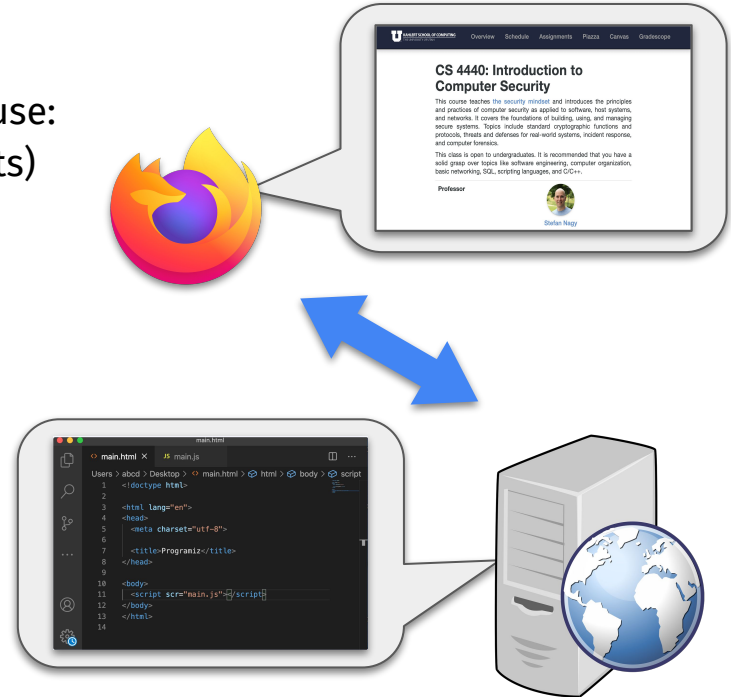 use:
ts)
KAHLERT SCHOOL OF COMPUTING
Overview Schedule Assignments Piazza Canvas Gradescope
CS 4440: Introduction to
Computer Security
This course teaches the security mindset and introduces the principles
and practices of computer security as applied to software, host systems,
and networks. It covers the foundations of building, using, and managing
secure systems. Topics include standard cryptographic functions and
protocols, threats and defenses for real-world systems, incident response,
and computer forensics.
This class is open to undergraduates. It is recommended that you have a
solid grasp over topics like software engineering, computer organization,
basic networking, SQL, scripting languages, and C/C++.
Professor
Stefan Nagy
main.html
main.html × JS main.js
Users > abcd > Desktop > main.html > html > body > script
1 <!doctype html>
2
3 <html lang="en">
4 <head>
5 <meta charset="utf-8">
6
7 <title>Programiz</title>
8 </head>
9
10 <body>
11 <script scr="main.js"></script>
12 </body>
13 </html>
14